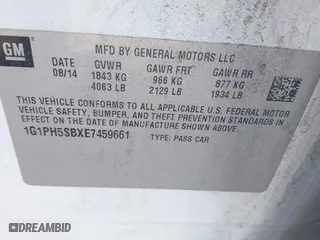 GM
MFD BY GENERAL MOTORS LLC
DATE GVWR GAWR FRT GAWR RR
08/14 1843 KG 966 KG 877 KG
4063 LB 2129 LB 1934 LB
THIS VEHICLE CONFORMS TO ALL APPLICABLE U.S. FEDERAL MOTOR
VEHICLE SAFETY, BUMPER, AND THEFT PREVENTION STANDARDS IN
EFFECT ON THE DATE OF MANUFACTURE SHOWN ABOVE.
1G1PH5SBXE7459661 TYPE: PASS CAR
DREAMBID